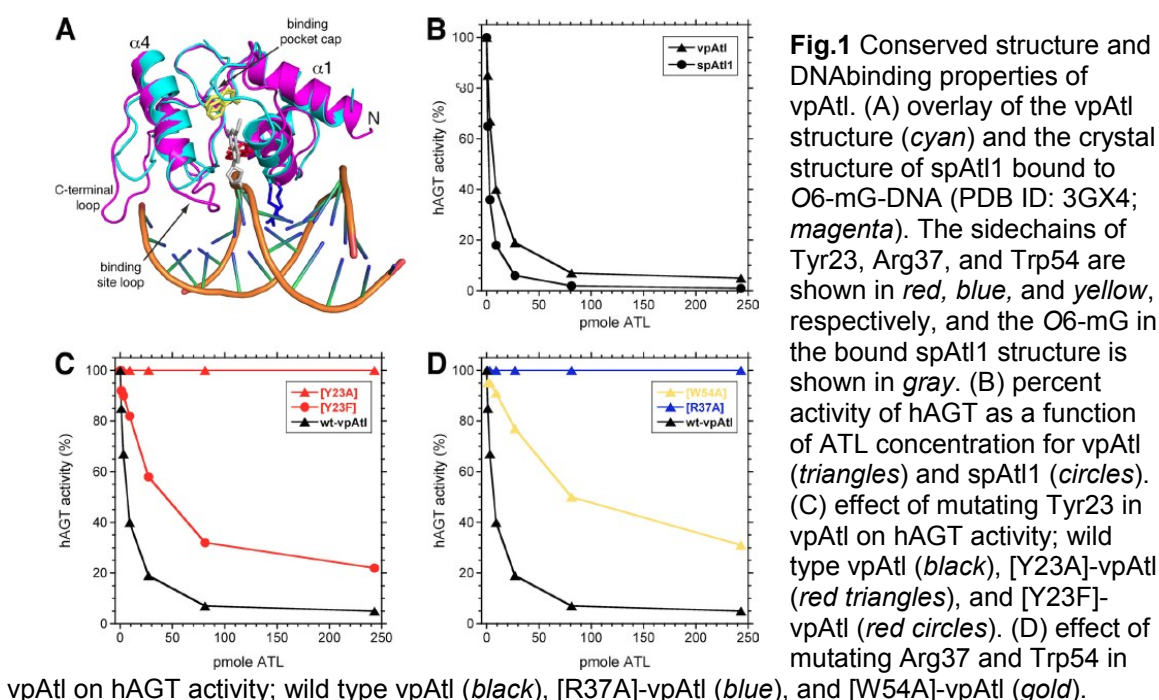 A
binding
pocket cap
α4
α1
N
C-terminal
loop
binding
site loop
B
100
80
60
40
20
0
hAGT activity (%)
vpAtl
spAtl1
0 50 100 150 200 250
pmole ATL
C
100
80
60
40
20
0
hAGT activity (%)
[Y23A]
[Y23F]
wt-vpAtl
0 50 100 150 200 250
pmole ATL
D
100
80
60
40
20
0
hAGT activity (%)
[W54A]
[R37A]
wt-vpAtl
0 50 100 150 200 250
pmole ATL
Fig.1 Conserved structure and
DNAbinding properties of
vpAtl. (A) overlay of the vpAtl
structure (cyan) and the crystal
structure of spAtl1 bound to
O6-mG-DNA (PDB ID: 3GX4;
magenta). The sidechains of
Tyr23, Arg37, and Trp54 are
shown in red, blue, and yellow,
respectively, and the O6-mG in
the bound spAtl1 structure is
shown in gray. (B) percent
activity of hAGT as a function
of ATL concentration for vpAtl
(triangles) and spAtl1 (circles).
(C) effect of mutating Tyr23 in
vpAtl on hAGT activity; wild
type vpAtl (black), [Y23A]-vpAtl
(red triangles), and [Y23F]-
vpAtl (red circles). (D) effect of
mutating Arg37 and Trp54 in
vpAtl on hAGT activity; wild type vpAtl (black), [R37A]-vpAtl (blue), and [W54A]-vpAtl (gold).